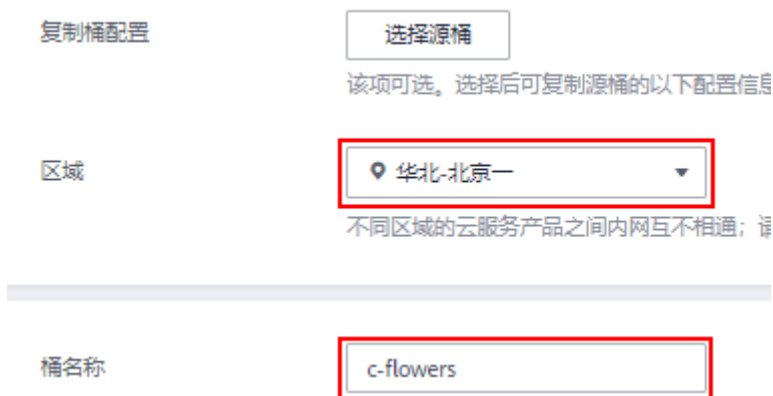 复制桶配置
选择源桶
该项可选。选择后可复制源桶的以下配置信息
区域
华北-北京一
不同区域的云服务产品之间内网互不相通；请
桶名称
c-flowers